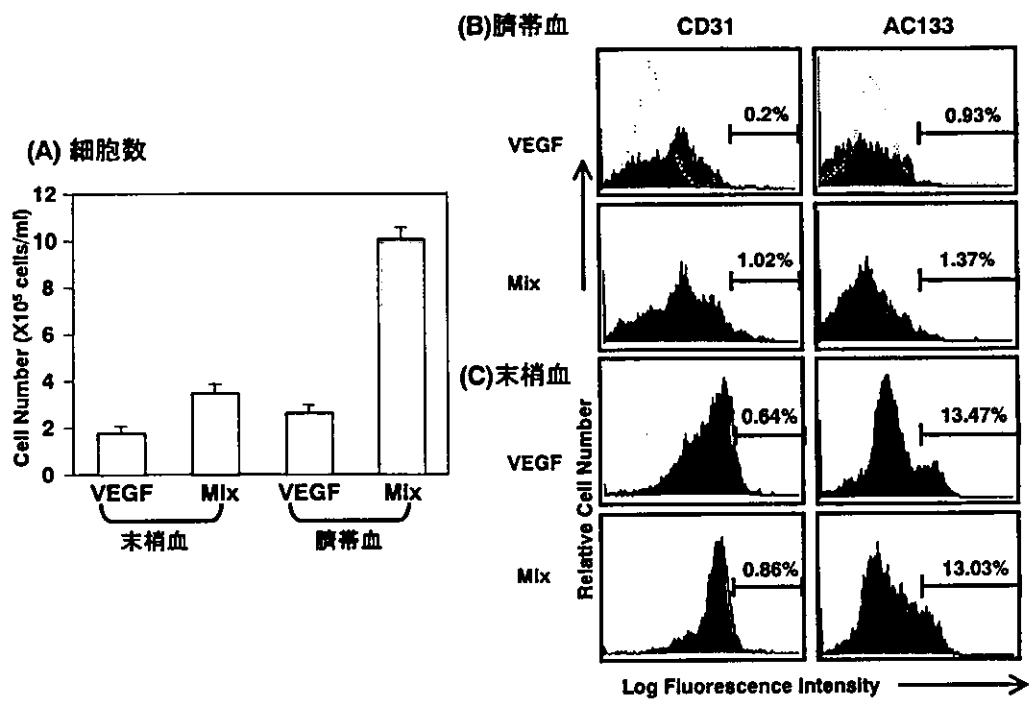 (A) 細胞数
Cell Number (X10⁵ cells/ml)
12
10
8
6
4
2
0
VEGF
Mix
VEGF
Mix
末梢血
臍帯血
(B)臍帯血
CD31
AC133
VEGF
0.2%
0.93%
Mix
1.02%
1.37%
(C)末梢血
VEGF
0.64%
13.47%
Mix
0.86%
13.03%
Relative Cell Number
Log Fluorescence Intensity